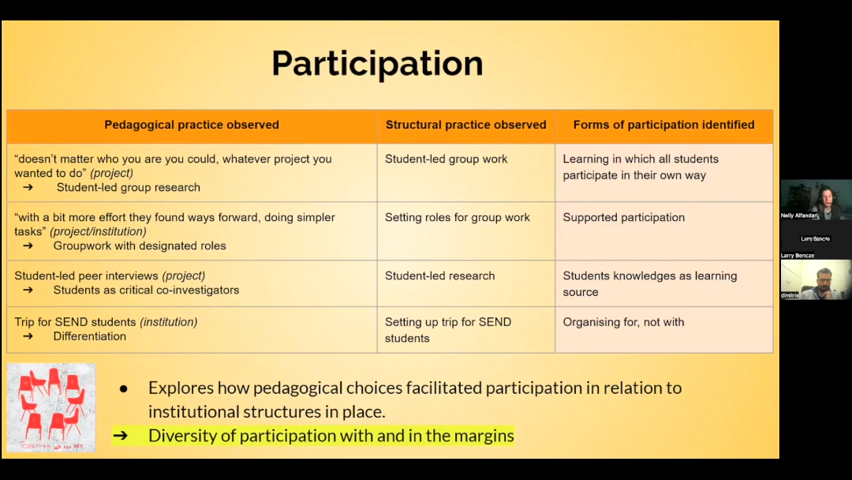 Participation
Pedagogical practice observed
Structural practice observed
Forms of participation identified
"doesn't matter who you are you could, whatever project you
wanted to do" (project)
➔ Student-led group research
Student-led group work
Learning in which all students
participate in their own way
"with a bit more effort they found ways forward, doing simpler
tasks" (project/institution)
➔ Groupwork with designated roles
Setting roles for group work
Supported participation
Student-led peer interviews (project)
➔ Students as critical co-investigators
Student-led research
Students knowledges as learning
source
Trip for SEND students (institution)
➔ Differentiation
Setting up trip for SEND
students
Organising for, not with
● Explores how pedagogical choices facilitated participation in relation to
institutional structures in place.
➔ Diversity of participation with and in the margins
Nelly Alfandari
Larry Bencze
Larry Bencze
dimitris